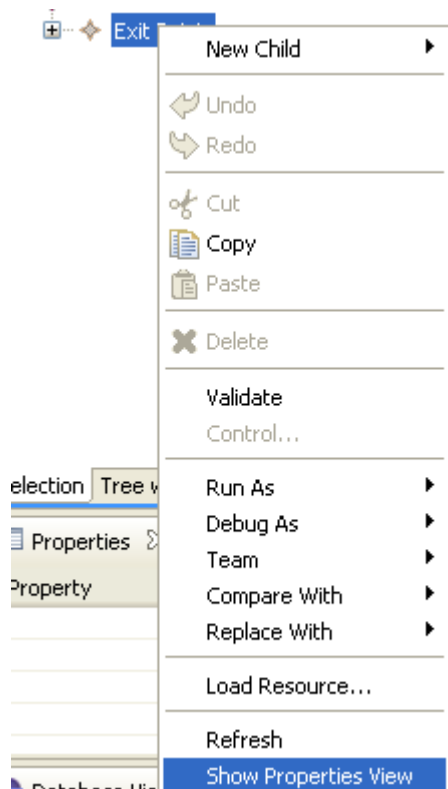 Exit
New Child
Undo
Redo
Cut
Copy
Paste
Delete
Validate
Control...
election Tree
Run As
Properties
Debug As
Team
Property
Compare With
Replace With
Load Resource...
Refresh
Show Properties View
Database